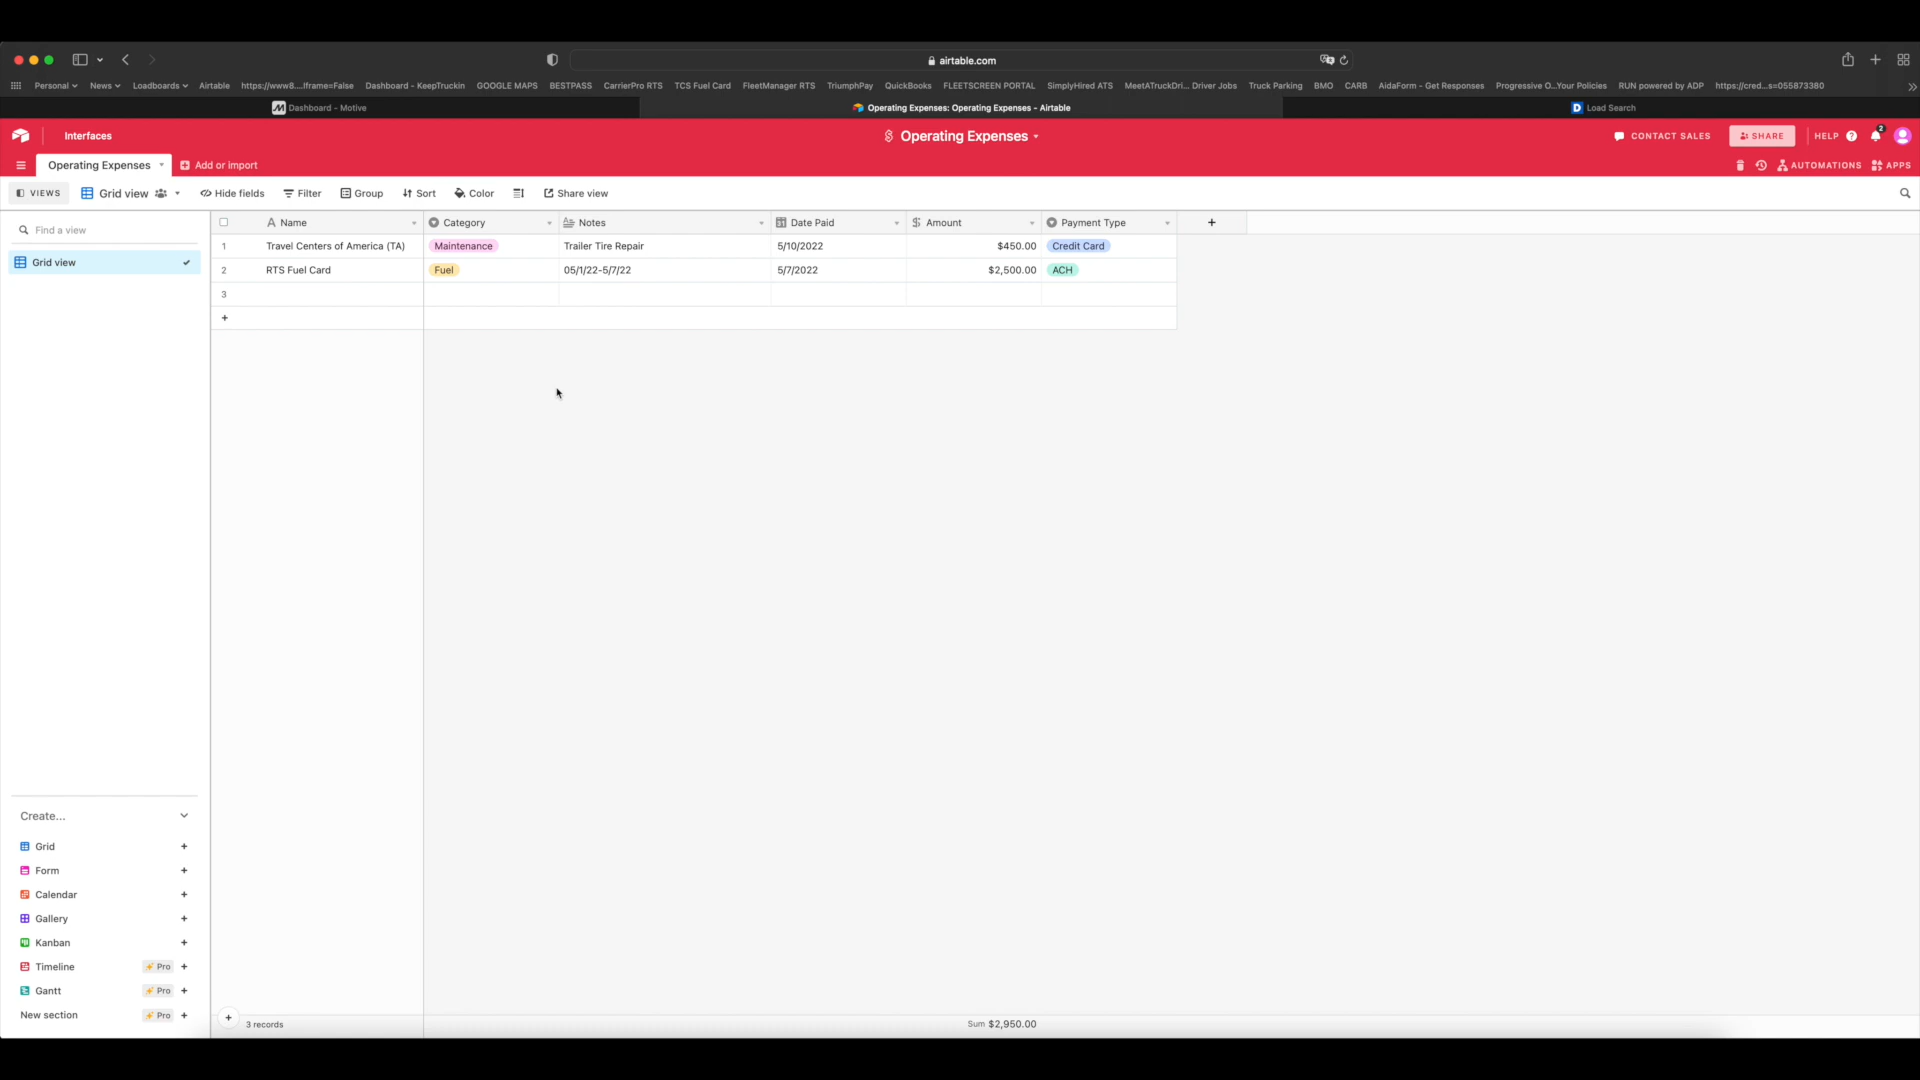 airtable.com
Personal News Loadboards Airtable https://www8....Iframe=False Dashboard - KeepTruckin GOOGLE MAPS BESTPASS CarrierPro RTS TCS Fuel Card FleetManager RTS TriumphPay QuickBooks FLEETSCREEN PORTAL SimplyHired ATS MeetATruckDri... Driver Jobs Truck Parking BMO CARB AidaForm - Get Responses Progressive O...Your Policies RUN powered by ADP https://cred...s=055873380
Dashboard - Motive Operating Expenses: Operating Expenses - Airtable D Load Search
Interfaces Operating Expenses CONTACT SALES SHARE HELP ? 2
Operating Expenses Add or import AUTOMATIONS APPS
VIEWS Grid view Hide fields Filter Group Sort Color Share view
Find a view
Grid view
Name Category Notes Date Paid Amount Payment Type +
1 Travel Centers of America (TA) Maintenance Trailer Tire Repair 5/10/2022 $450.00 Credit Card
2 RTS Fuel Card Fuel 05/1/22-5/7/22 5/7/2022 $2,500.00 ACH
3
+
Create...
Grid +
Form +
Calendar +
Gallery +
Kanban +
Timeline Pro +
Gantt Pro +
New section Pro +
+ 3 records Sum $2,950.00